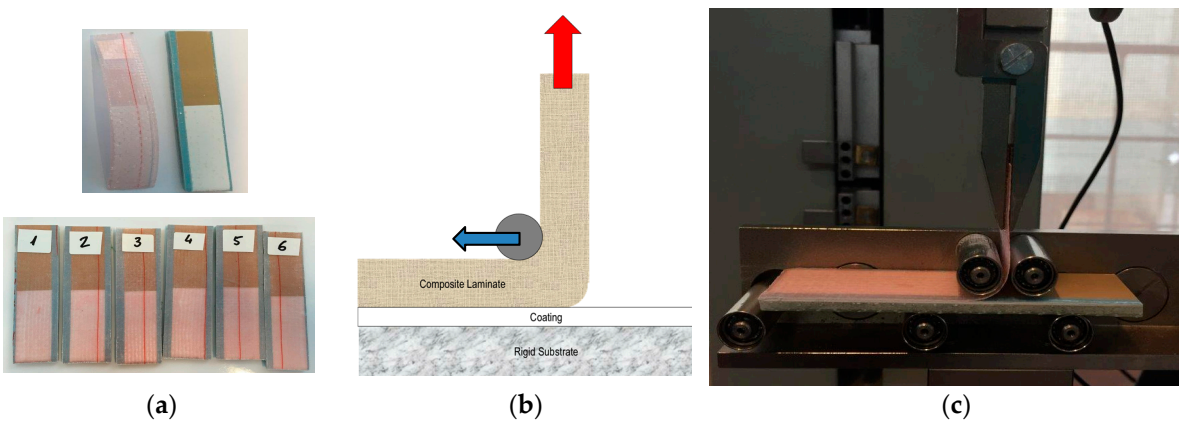 1 2 3 4 5 6
Composite Laminate
Coating
Rigid Substrate
(a) (b) (c)